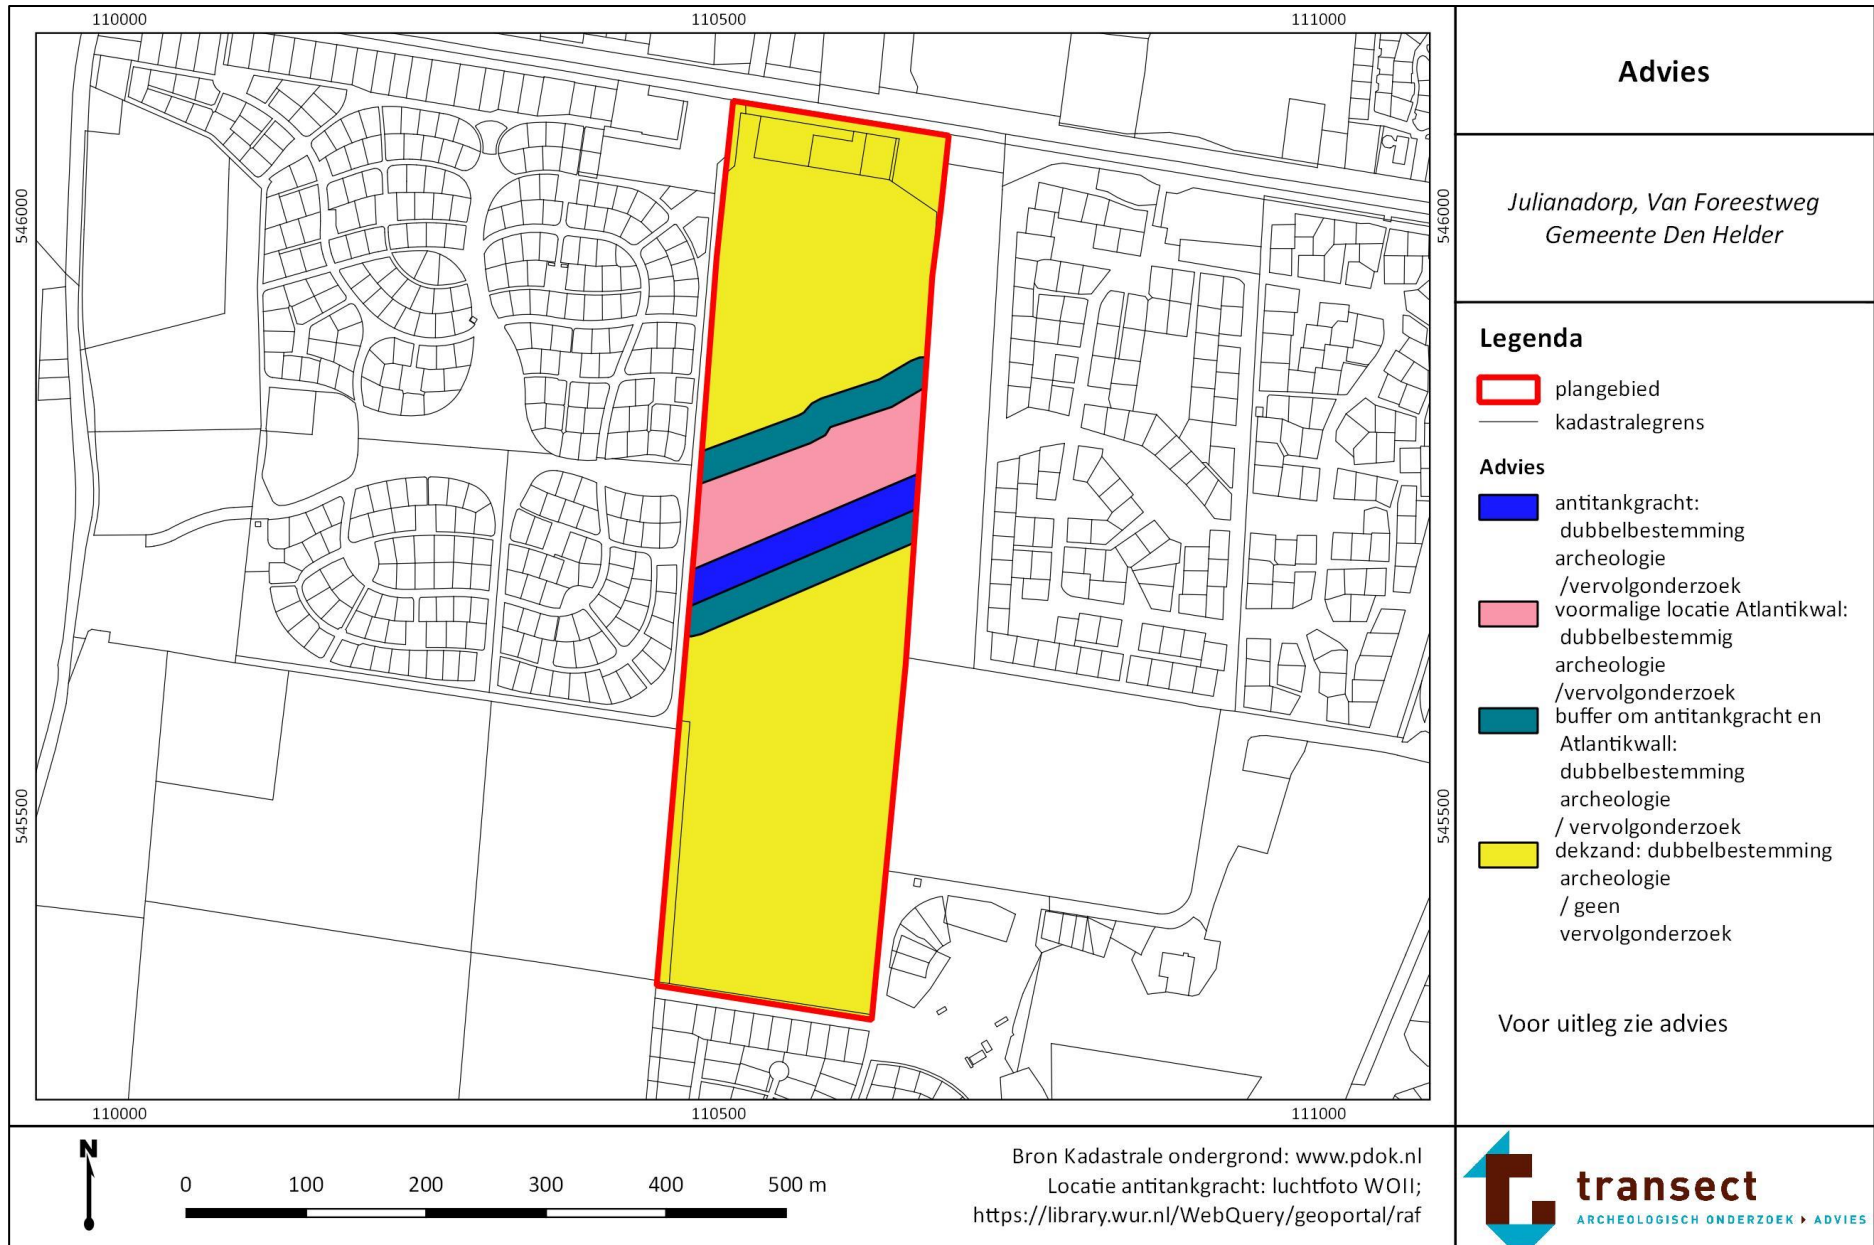 110000
110500
111000
546000
546000
545500
545500
110000
110500
111000
Advies
Julianadorp, Van Foreestweg
Gemeente Den Helder
Legenda
plangebied
kadastralegrens
Advies
antitankgracht:
dubbelbestemming
archeologie
/vervolgonderzoek
voormalige locatie Atlantikwal:
dubbelbestemmig
archeologie
/vervolgonderzoek
buffer om antitankgracht en
Atlantikwall:
dubbelbestemming
archeologie
/ vervolgonderzoek
dekzand: dubbelbestemming
archeologie
/ geen
vervolgonderzoek
Voor uitleg zie advies
N
0 100 200 300 400 500 m
Bron Kadastrale ondergrond: www.pdok.nl
Locatie antitankgracht: luchtfoto WOII;
https://library.wur.nl/WebQuery/geoportal/raf
transect
ARCHEOLOGISCH ONDERZOEK ▸ ADVIES